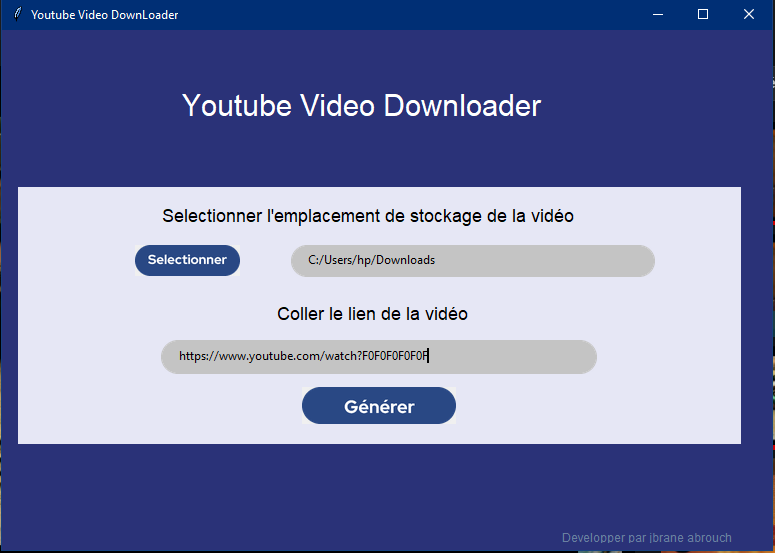 Youtube Video DownLoader
Youtube Video Downloader
Selectionner l'emplacement de stockage de la vidéo
Selectionner
C:/Users/hp/Downloads
Coller le lien de la vidéo
https://www.youtube.com/watch?F0F0F0F0F0F
Générer
Developper par jbrane abrouch